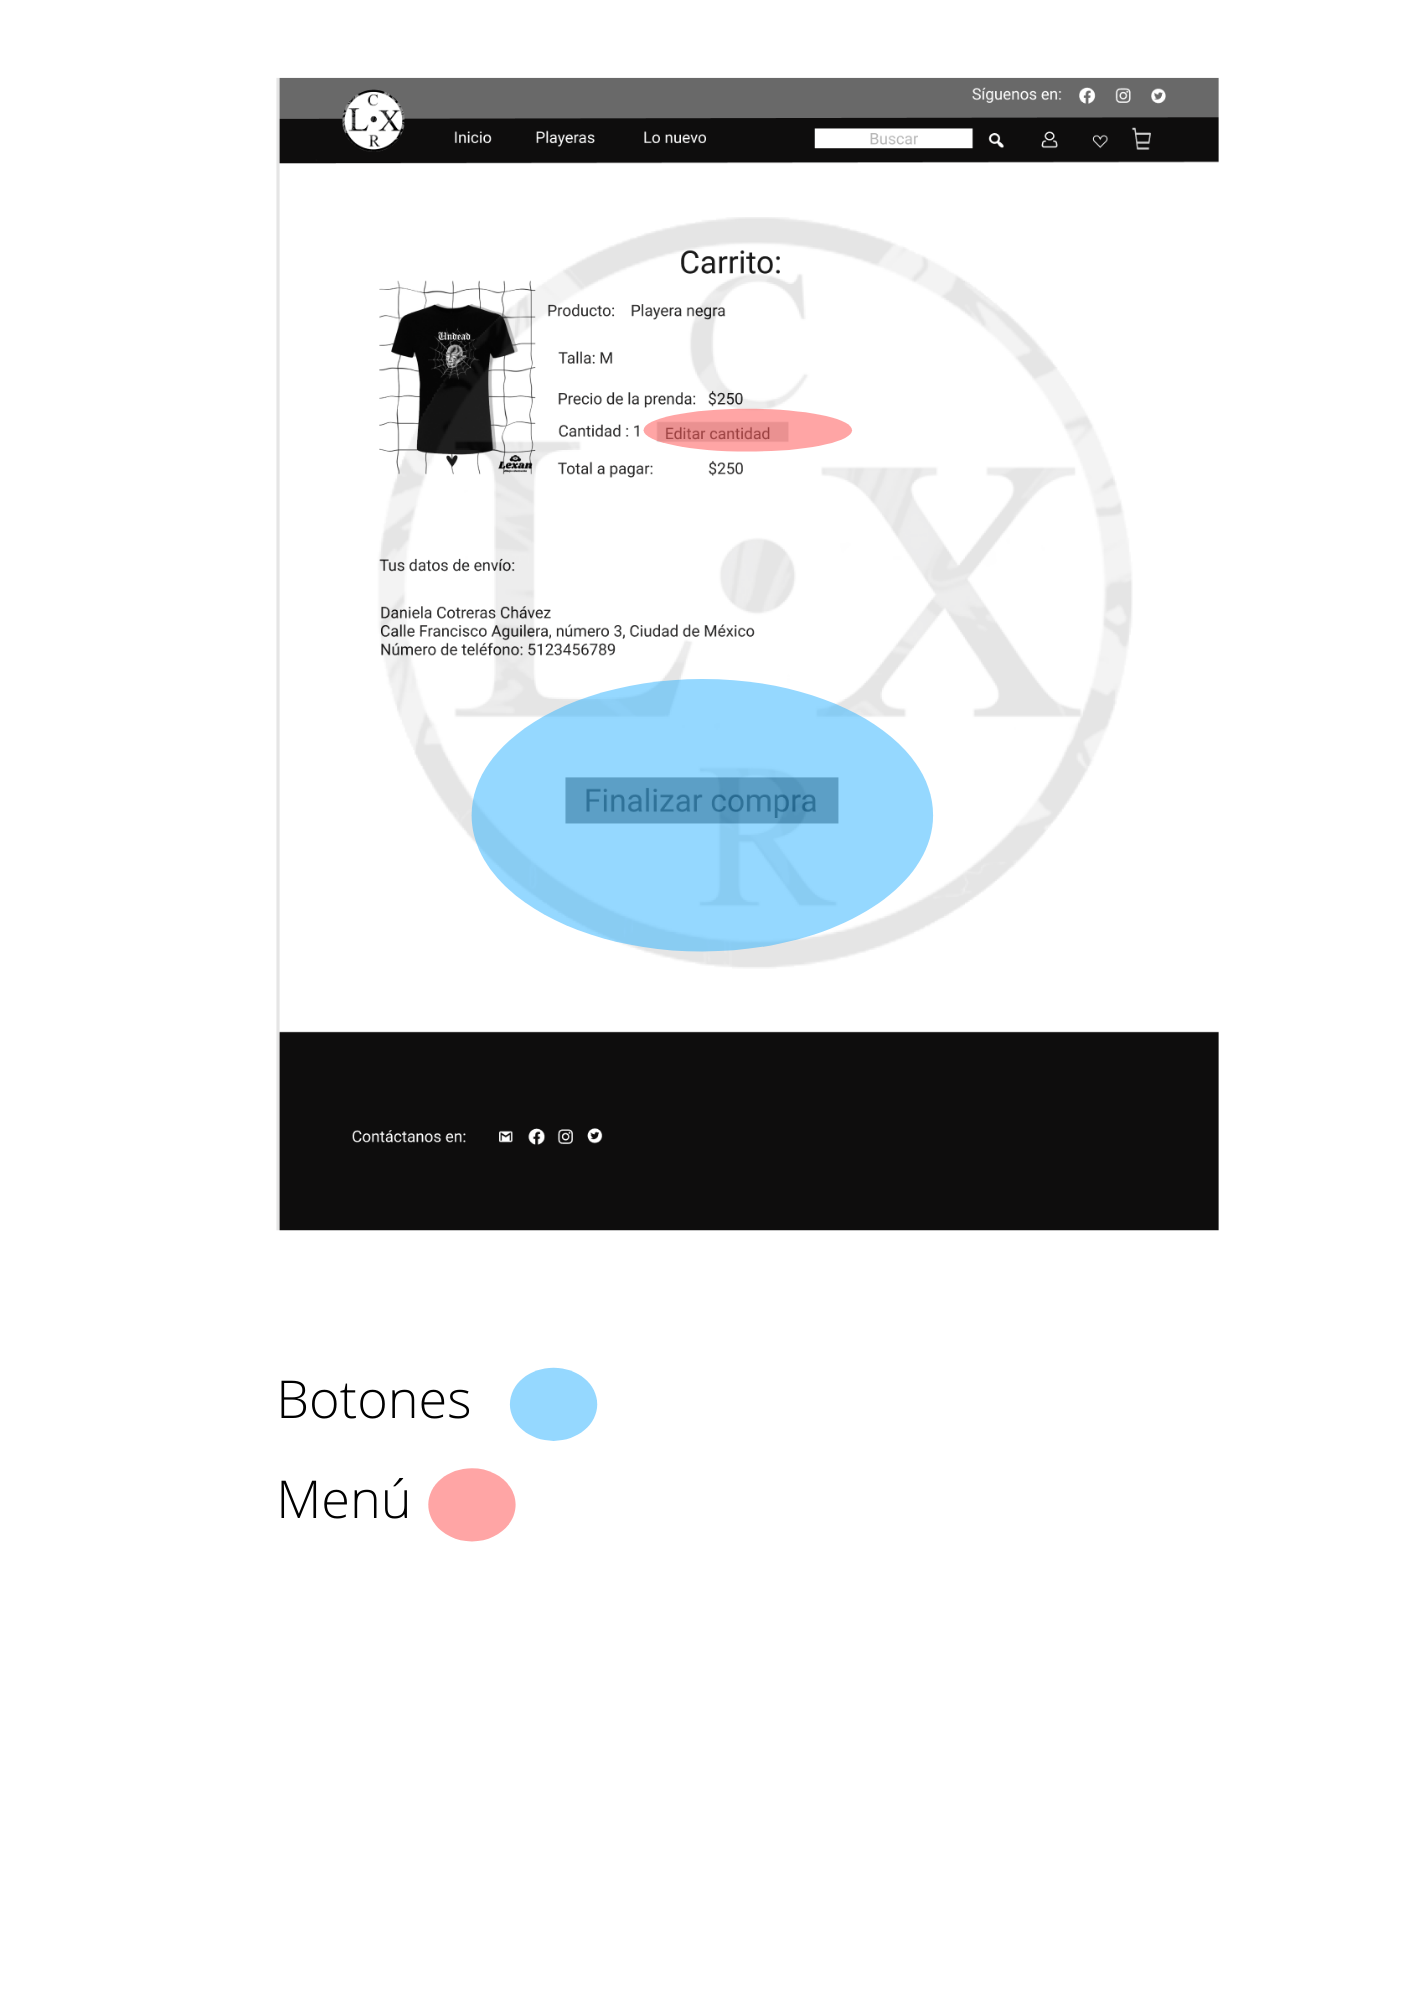 Síguenos en:
C
L·X
R
Inicio Playeras Lo nuevo Buscar
Carrito:
Undead
Lexan
Producto: Playera negra
Talla: M
Precio de la prenda: $250
Cantidad : 1 Editar cantidad
Total a pagar: $250
C
L·X
R
Tus datos de envío:
Daniela Cotreras Chávez
Calle Francisco Aguilera, número 3, Ciudad de México
Número de teléfono: 5123456789
Finalizar compra
Contáctanos en:
Botones
Menú